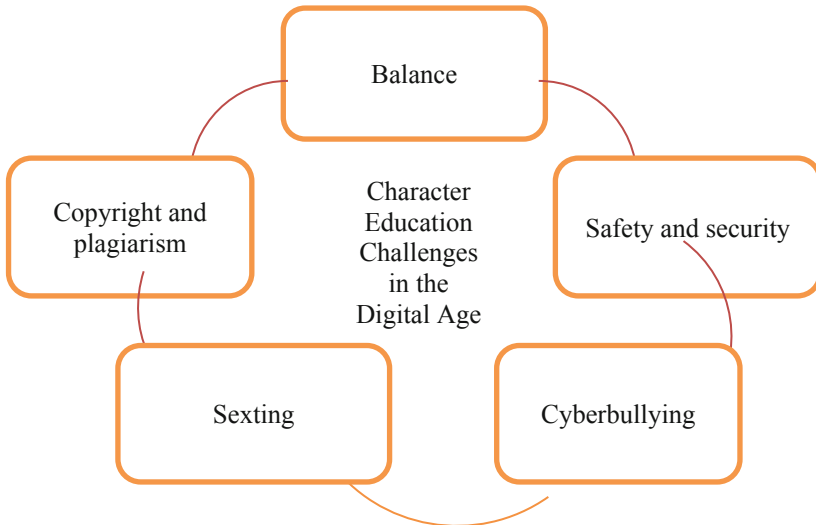 Balance
Copyright and
plagiarism
Character
Education
Challenges
in the
Digital Age
Safety and security
Sexting
Cyberbullying